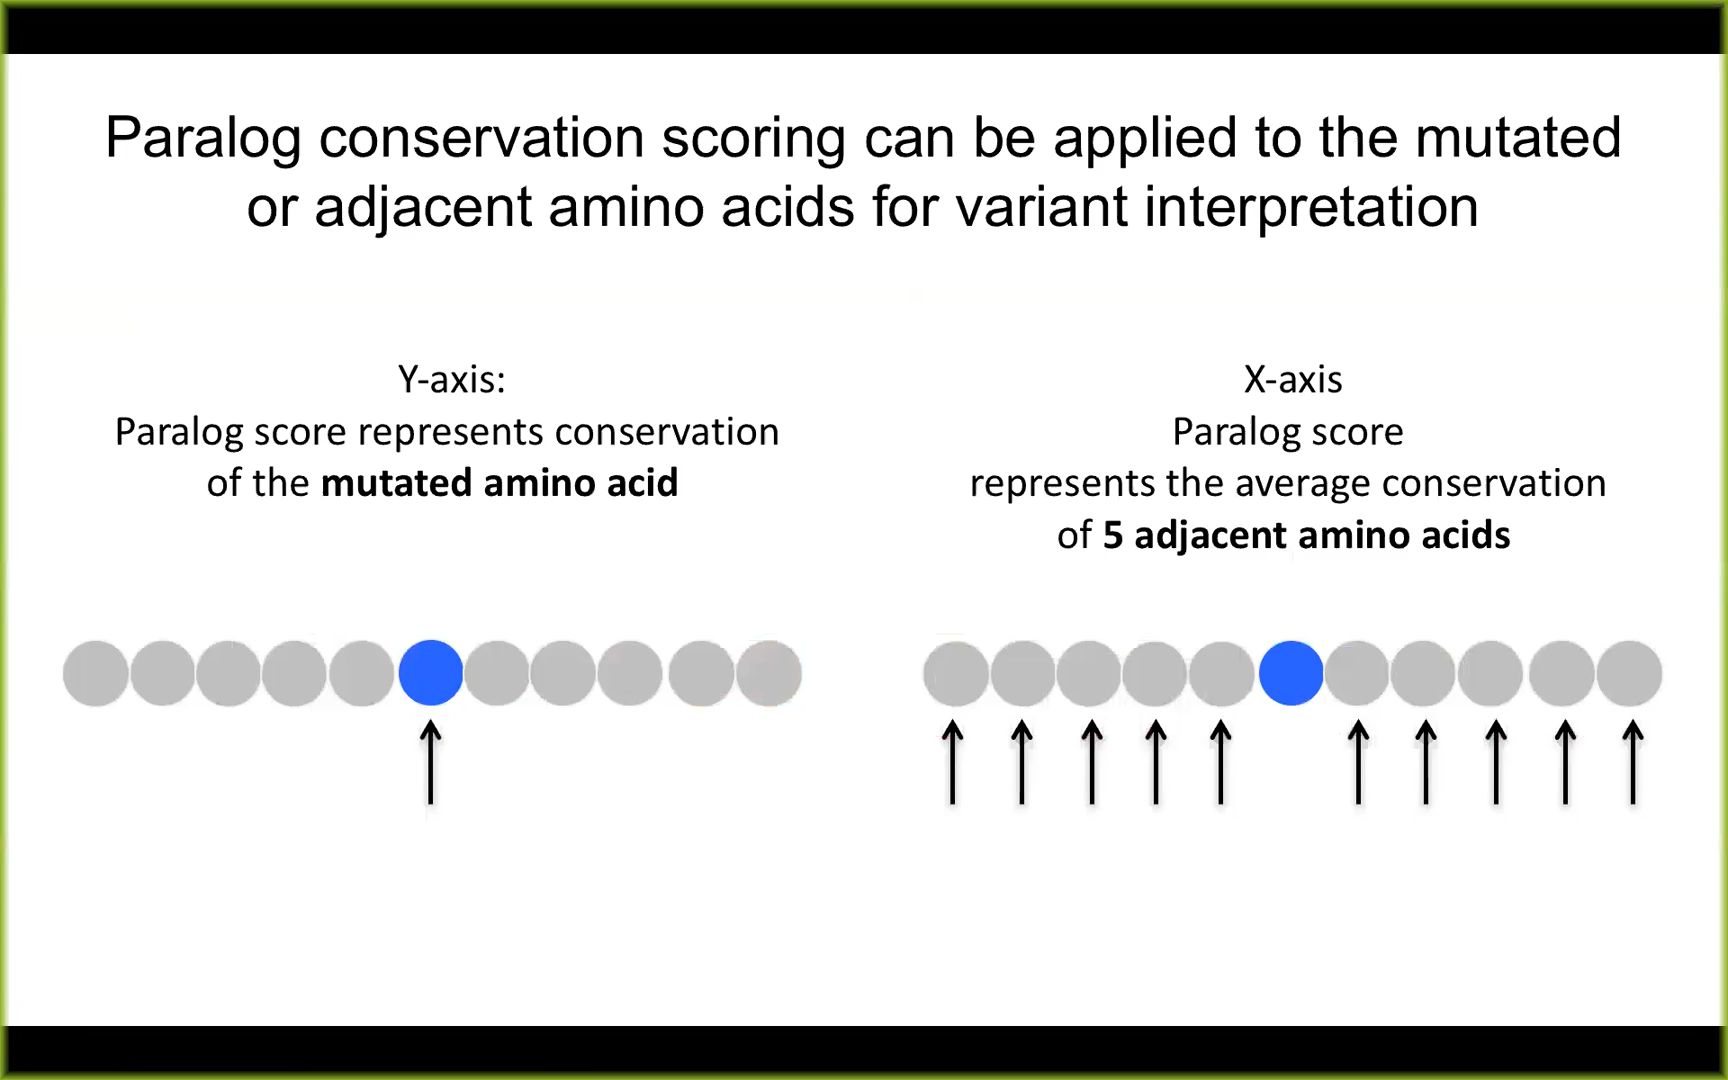 Paralog conservation scoring can be applied to the mutated
or adjacent amino acids for variant interpretation
Y-axis:
Paralog score represents conservation
of the mutated amino acid
X-axis
Paralog score
represents the average conservation
of 5 adjacent amino acids